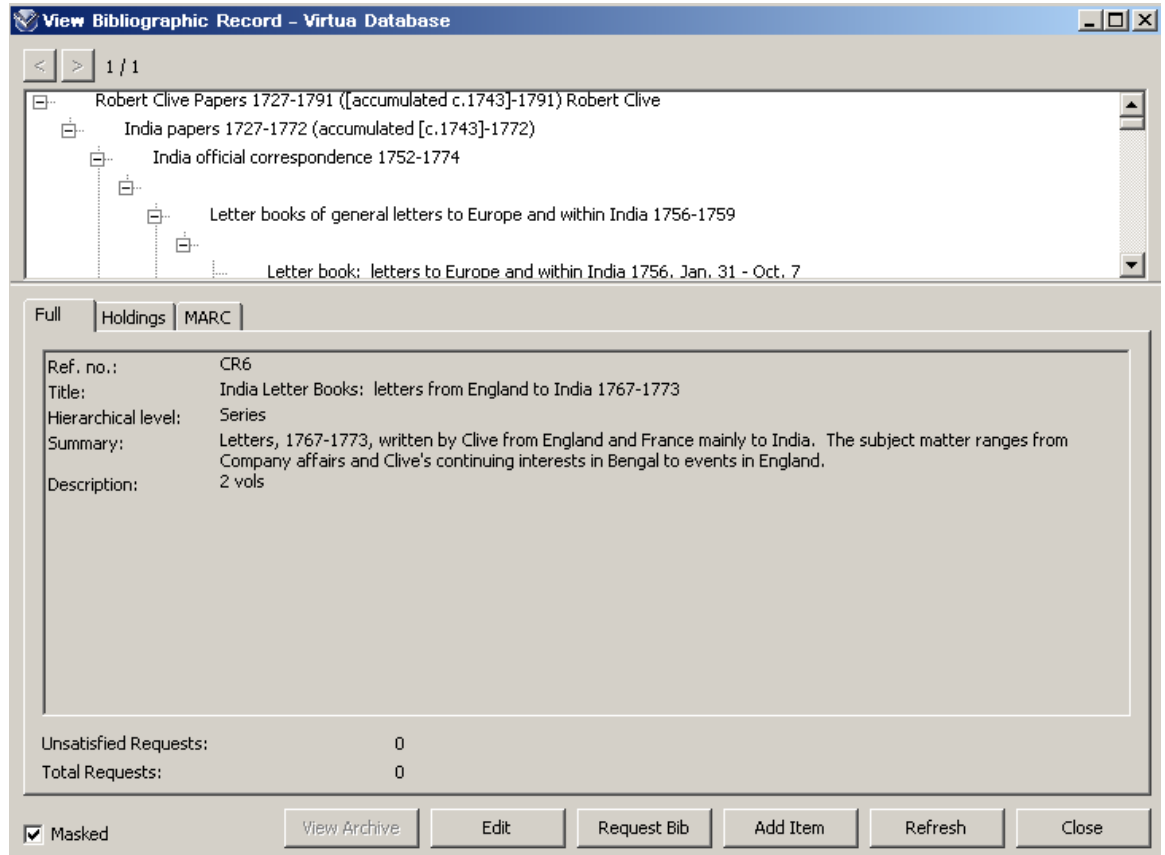 View Bibliographic Record - Virtua Database
< > 1 / 1
Robert Clive Papers 1727-1791 ([accumulated c.1743]-1791) Robert Clive
India papers 1727-1772 (accumulated [c.1743]-1772)
India official correspondence 1752-1774
Letter books of general letters to Europe and within India 1756-1759
Letter book: letters to Europe and within India 1756, Jan. 31 - Oct. 7
Full Holdings MARC
Ref. no.: CR6
Title: India Letter Books: letters from England to India 1767-1773
Hierarchical level: Series
Summary: Letters, 1767-1773, written by Clive from England and France mainly to India. The subject matter ranges from
Company affairs and Clive's continuing interests in Bengal to events in England.
Description: 2 vols
Unsatisfied Requests: 0
Total Requests: 0
Masked View Archive Edit Request Bib Add Item Refresh Close